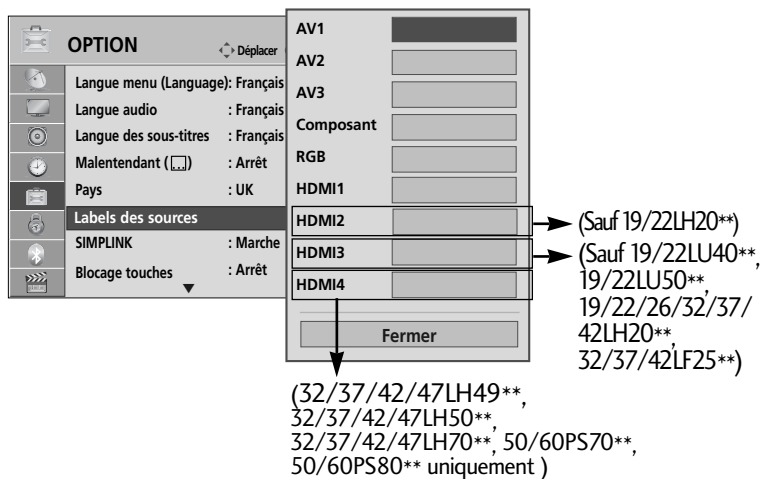 OPTION
Déplacer
Langue menu (Language): Français
Langue audio : Français
Langue des sous-titres : Français
Malentendant (...) : Arrêt
Pays : UK
Labels des sources
SIMPLINK : Marche
Blocage touches : Arrêt
AV1
AV2
AV3
Composant
RGB
HDMI1
HDMI2
HDMI3
HDMI4
Fermer
(Sauf 19/22LH20**)
(Sauf 19/22LU40**,
19/22LU50**,
19/22/26/32/37/
42LH20**,
32/37/42LF25**)
(32/37/42/47LH49**,
32/37/42/47LH50**,
32/37/42/47LH70**, 50/60PS70**,
50/60PS80** uniquement )